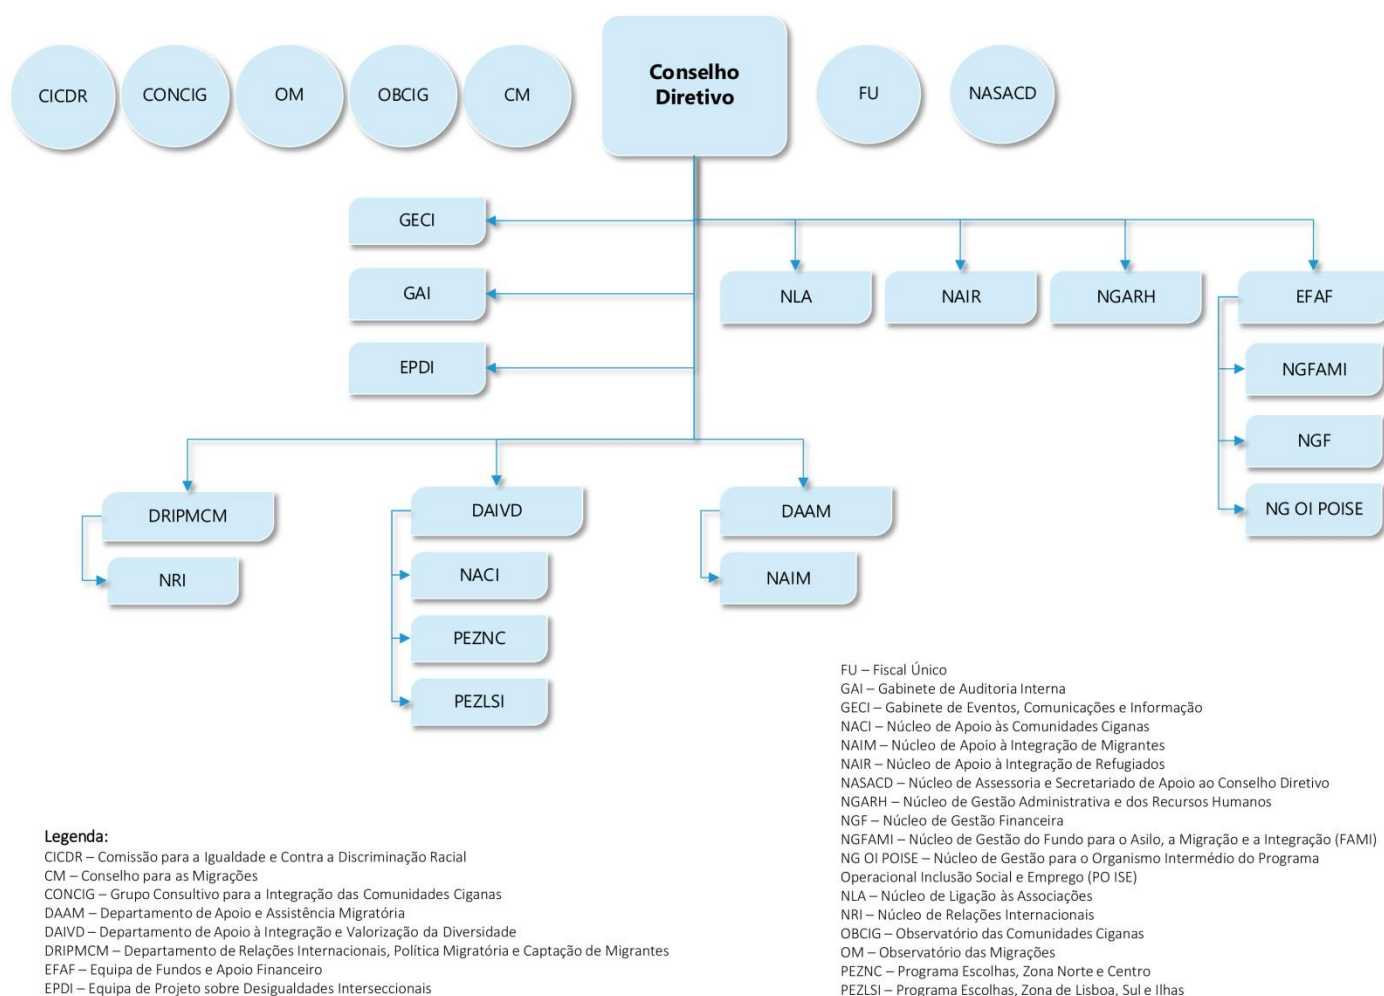 CICDR
CONCIG
OM
OBCIG
CM
Conselho
Diretivo
FU
NASACD
GECI
GAI
EPDI
NLA
NAIR
NGARH
EFAF
NGFAMI
NGF
NG OI POISE
DRIPMCM
NRI
DAIVD
NACI
PEZNC
PEZLSI
DAAM
NAIM
Legenda:
CICDR – Comissão para a Igualdade e Contra a Discriminação Racial
CM – Conselho para as Migrações
CONCIG – Grupo Consultivo para a Integração das Comunidades Ciganas
DAAM – Departamento de Apoio e Assistência Migratória
DAIVD – Departamento de Apoio à Integração e Valorização da Diversidade
DRIPMCM – Departamento de Relações Internacionais, Política Migratória e Captação de Migrantes
EFAF – Equipa de Fundos e Apoio Financeiro
EPDI – Equipa de Projeto sobre Desigualdades Interseccionais
FU – Fiscal Único
GAI – Gabinete de Auditoria Interna
GECI – Gabinete de Eventos, Comunicações e Informação
NACI – Núcleo de Apoio às Comunidades Ciganas
NAIM – Núcleo de Apoio à Integração de Migrantes
NAIR – Núcleo de Apoio à Integração de Refugiados
NASACD – Núcleo de Assessoria e Secretariado de Apoio ao Conselho Diretivo
NGARH – Núcleo de Gestão Administrativa e dos Recursos Humanos
NGF – Núcleo de Gestão Financeira
NGFAMI – Núcleo de Gestão do Fundo para o Asilo, a Migração e a Integração (FAMI)
NG OI POISE – Núcleo de Gestão para o Organismo Intermédio do Programa
Operacional Inclusão Social e Emprego (PO ISE)
NLA – Núcleo de Ligação às Associações
NRI – Núcleo de Relações Internacionais
OBCIG – Observatório das Comunidades Ciganas
OM – Observatório das Migrações
PEZNC – Programa Escolhas, Zona Norte e Centro
PEZLSI – Programa Escolhas, Zona de Lisboa, Sul e Ilhas